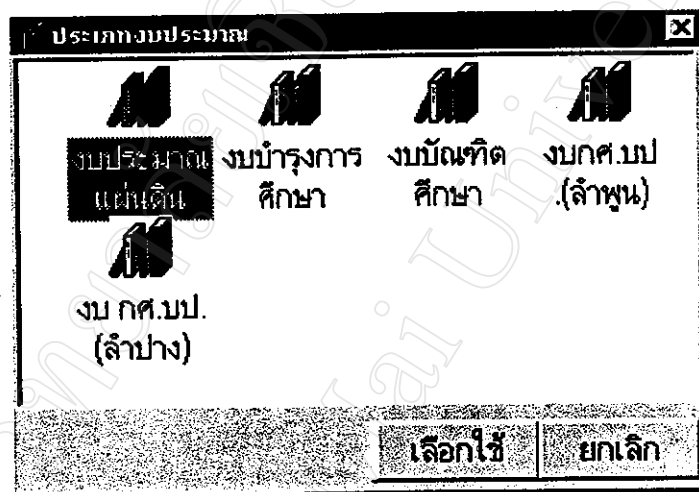 ประเภทงบประมาณ
งบประมาณ งบบำรุงการ งบบัณฑิต งบกศ.บป
แผ่นดิน ศึกษา ศึกษา .(ลำพูน)
งบ กศ.บป.
(ลำปาง)
เลือกใช้ ยกเลิก